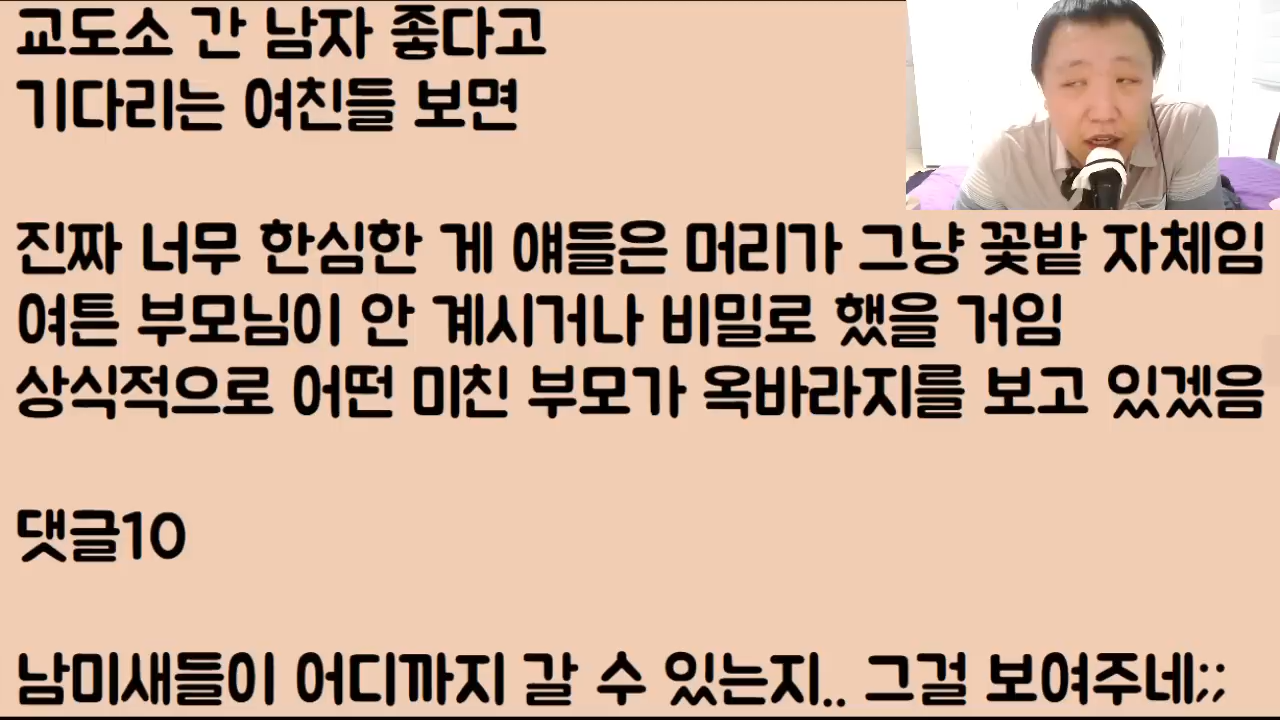 교도소 간 남자 좋다고
기다리는 여친들 보면
진짜 너무 한심한 게 얘들은 머리가 그냥 꽃밭 자체임
여튼 부모님이 안 계시거나 비밀로 했을 거임
상식적으로 어떤 미친 부모가 옥바라지를 보고 있겠음
댓글10
남미새들이 어디까지 갈 수 있는지.. 그걸 보여주네;;